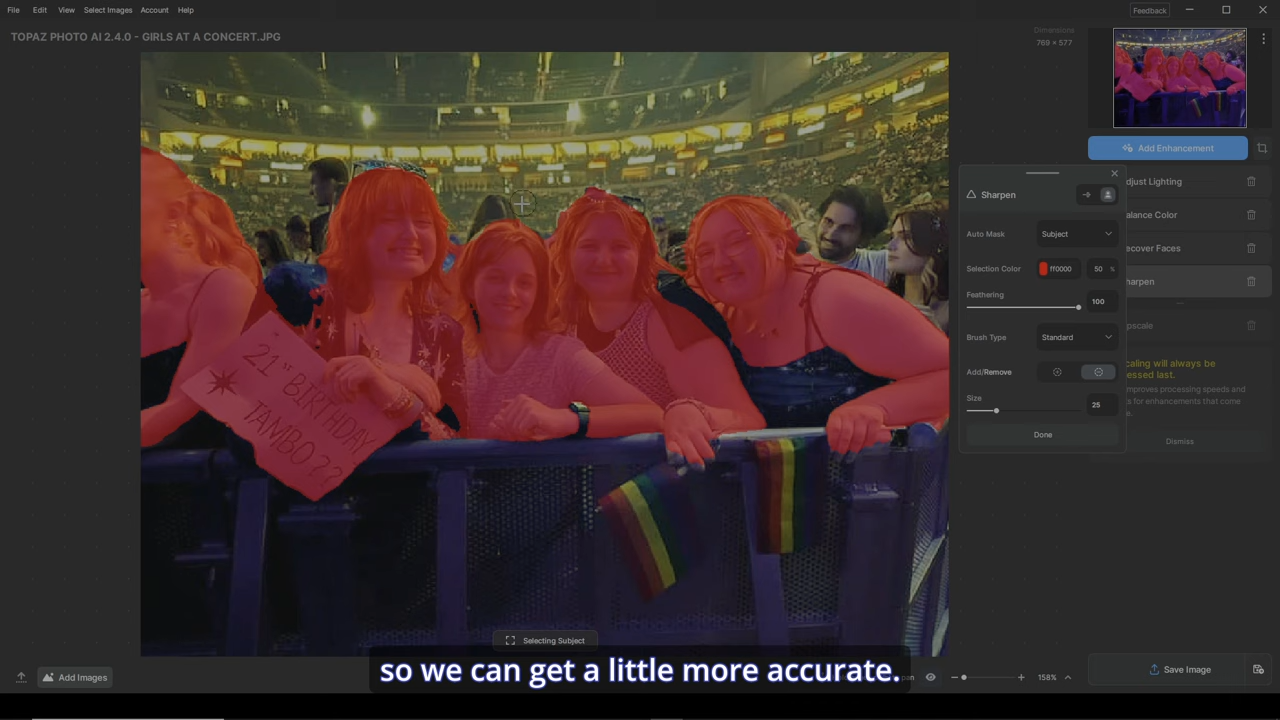 File Edit View Select Images Account Help
Feedback
TOPAZ PHOTO AI 2.4.0 - GIRLS AT A CONCERT.JPG
Dimensions
769 × 577
Add Enhancement
djust Lighting
alance Color
ecover Faces
harpen
pscale
caling will always be
essed last.
mproves processing speeds and
s for enhancements that come
Dismiss
Sharpen
Auto Mask Subject
Selection Color ff0000 50 %
Feathering
100
Brush Type Standard
Add/Remove
Size
25
Done
21st BIRTHDAY
TAMBO??
Selecting Subject
so we can get a little more accurate.
Add Images
pan
158%
Save Image